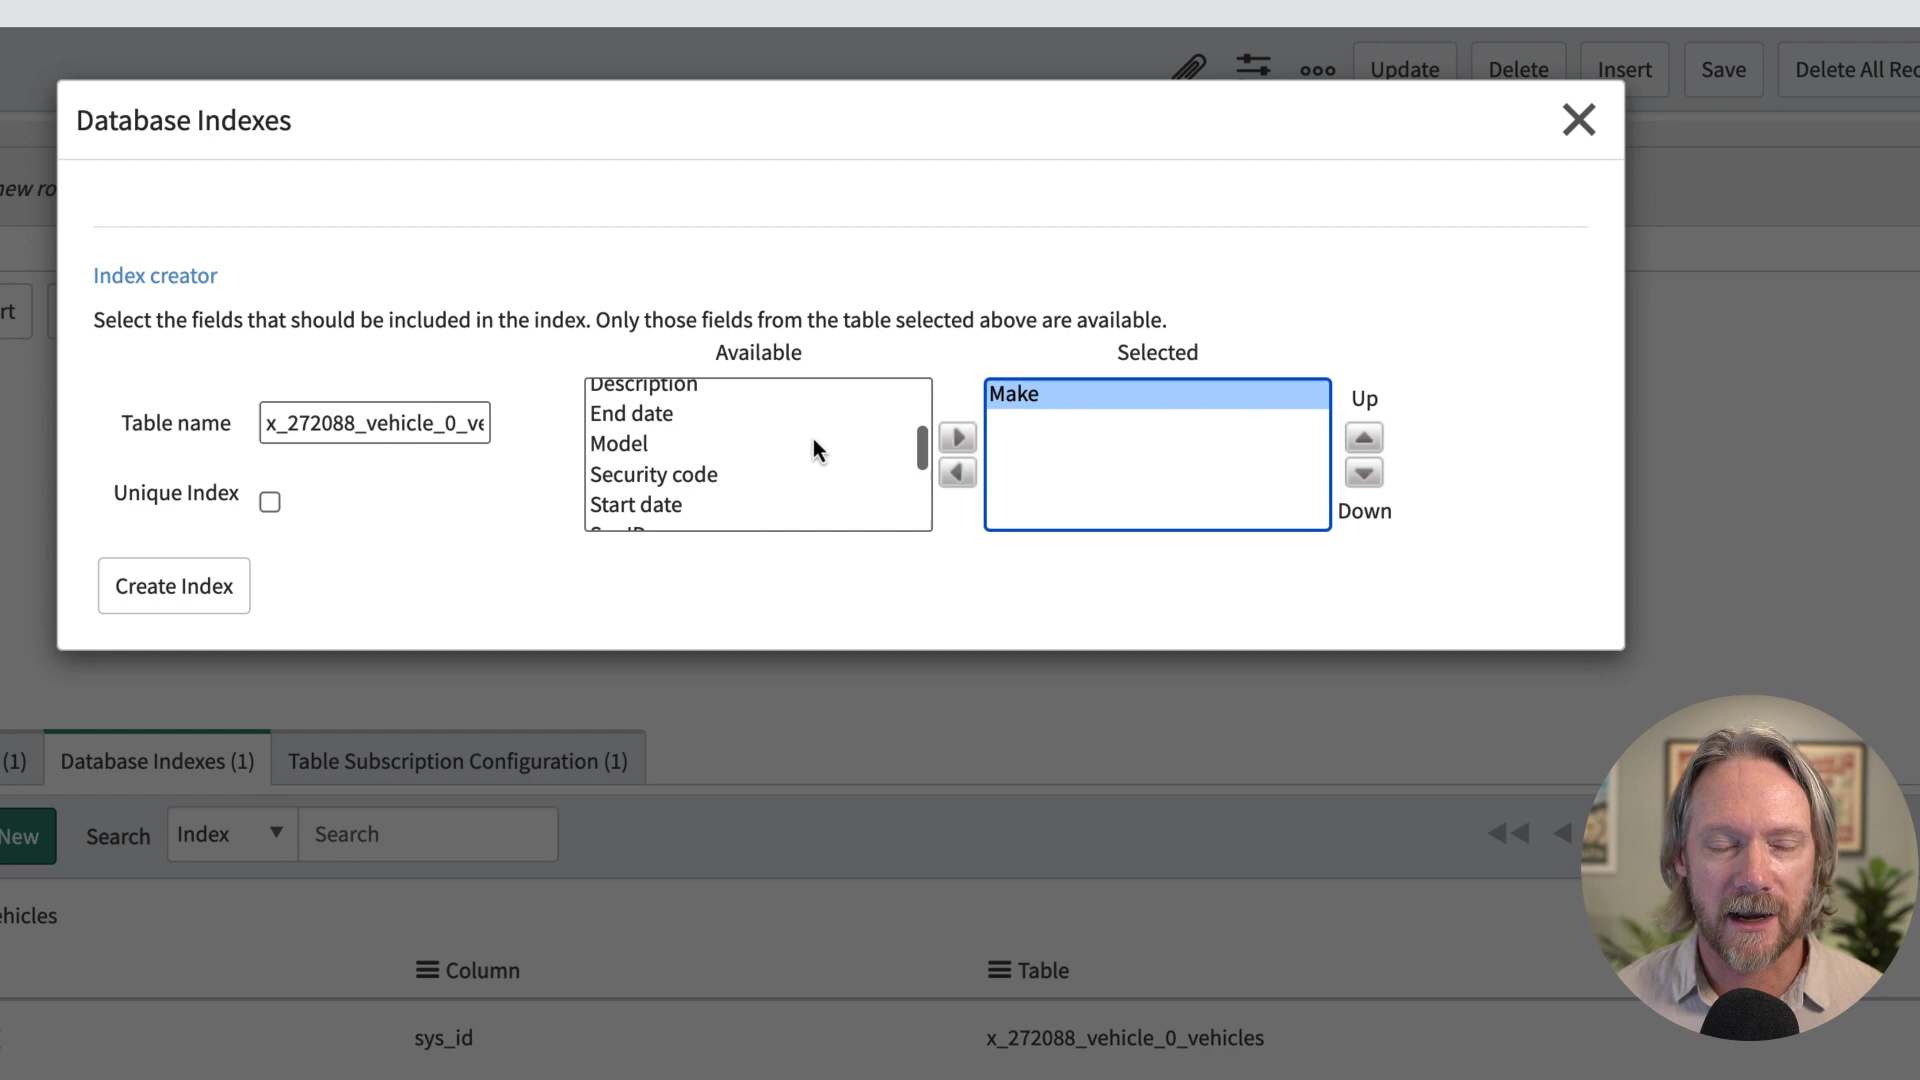 Update
Delete
Insert
Save
Delete All Rec
Database Indexes
new ro
Index creator
rt
Select the fields that should be included in the index. Only those fields from the table selected above are available.
Available
Selected
Description
End date
Model
Security code
Start date
Make
Up
Down
Table name
x_272088_vehicle_0_ve
Unique Index
Create Index
(1)
Database Indexes (1)
Table Subscription Configuration (1)
New
Search
Index
Search
ehicles
Column
Table
sys_id
x_272088_vehicle_0_vehicles